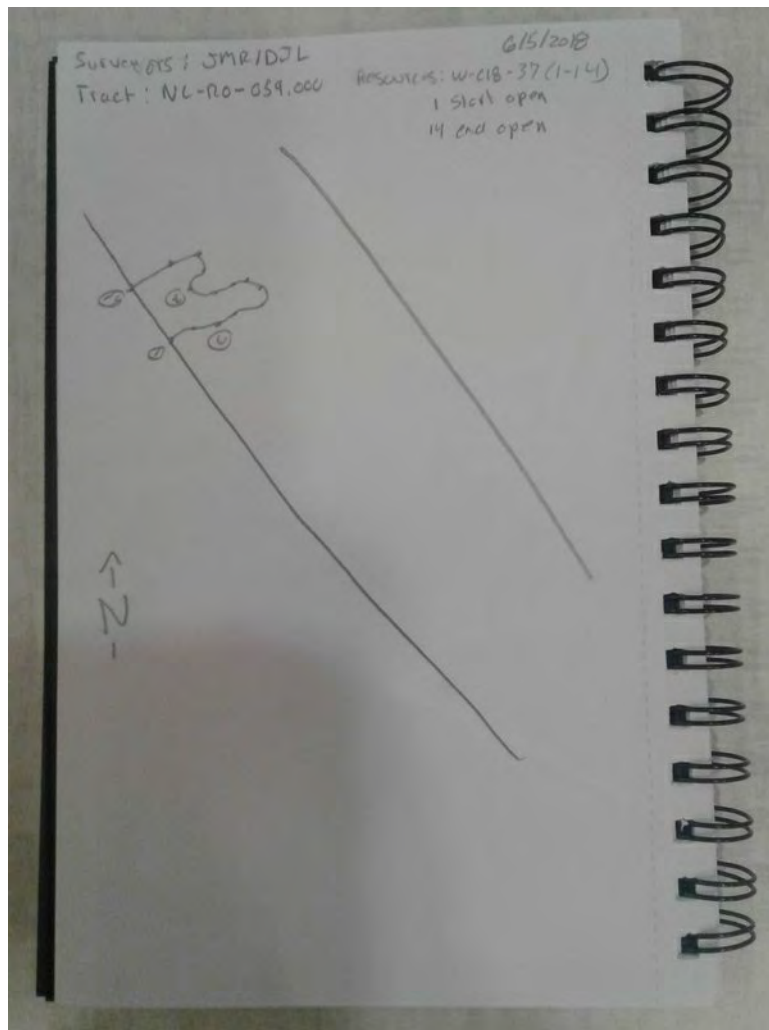 6/5/2018
Surveyors: JMR/DJL
Tract: NC-RO-059.000
Resources: W-C18-37(1-14)
1 start open
14 end open
1
N